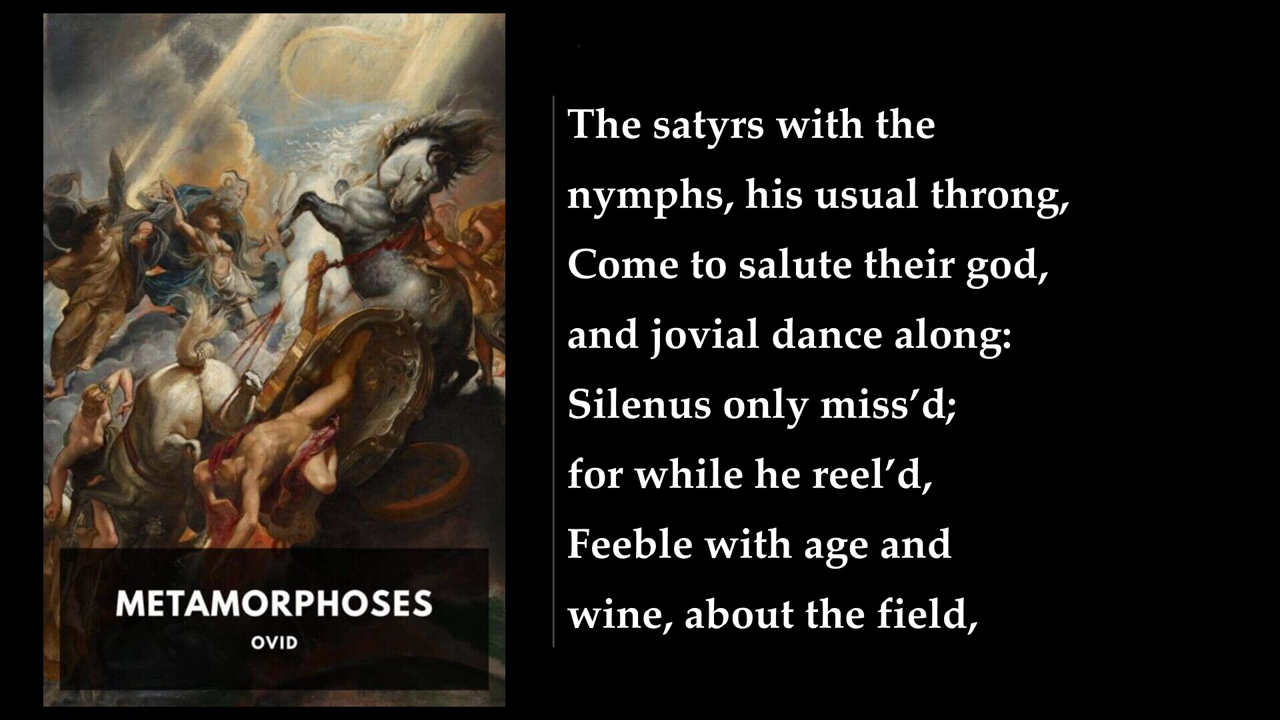 METAMORPHOSES
OVID
The satyrs with the
nymphs, his usual throng,
Come to salute their god,
and jovial dance along:
Silenus only miss’d;
for while he reel’d,
Feeble with age and
wine, about the field,